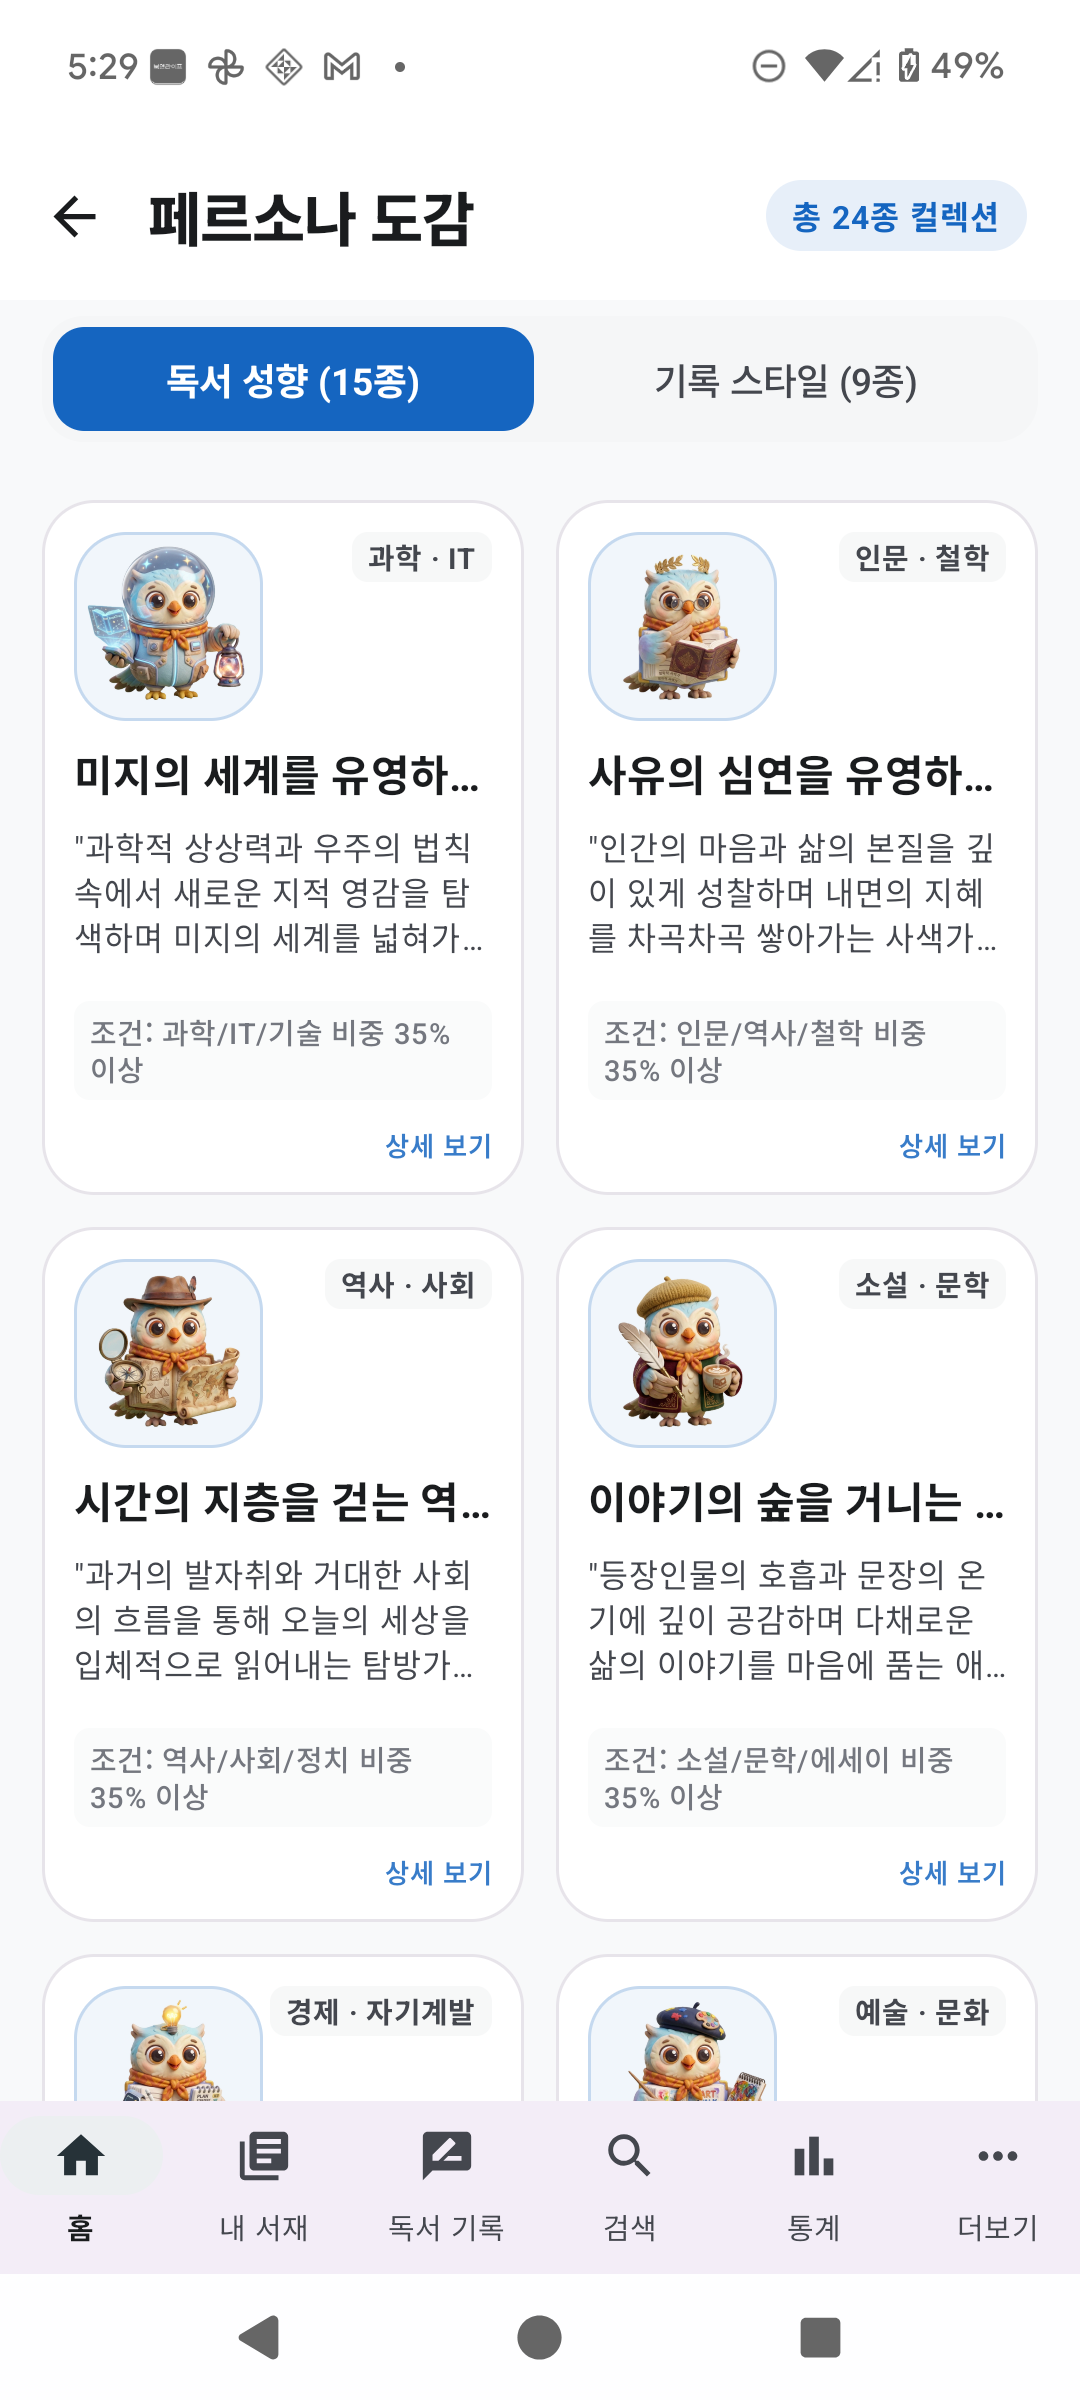 5:29
49%
페르소나 도감
총 24종 컬렉션
독서 성향 (15종)
기록 스타일 (9종)
과학 · IT
미지의 세계를 유영하...
"과학적 상상력과 우주의 법칙
속에서 새로운 지적 영감을 탐
색하며 미지의 세계를 넓혀가...
조건: 과학/IT/기술 비중 35%
이상
상세 보기
인문 · 철학
사유의 심연을 유영하...
"인간의 마음과 삶의 본질을 깊
이 있게 성찰하며 내면의 지혜
를 차곡차곡 쌓아가는 사색가...
조건: 인문/역사/철학 비중
35% 이상
상세 보기
역사 · 사회
시간의 지층을 걷는 역...
"과거의 발자취와 거대한 사회
의 흐름을 통해 오늘의 세상을
입체적으로 읽어내는 탐방가...
조건: 역사/사회/정치 비중
35% 이상
상세 보기
소설 · 문학
이야기의 숲을 거니는 ...
"등장인물의 호흡과 문장의 온
기에 깊이 공감하며 다채로운
삶의 이야기를 마음에 품는 애...
조건: 소설/문학/에세이 비중
35% 이상
상세 보기
경제 · 자기계발
예술 · 문화
홈
내 서재
독서 기록
검색
통계
더보기